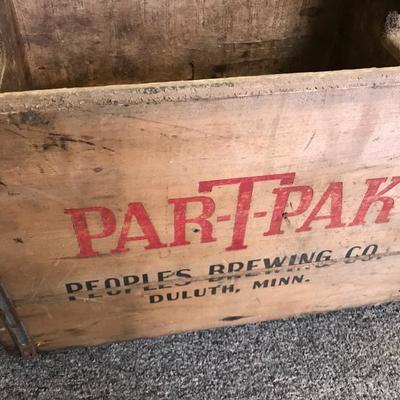 PAR-T-PAK
PEOPLES BREWING CO.
DULUTH, MINN.